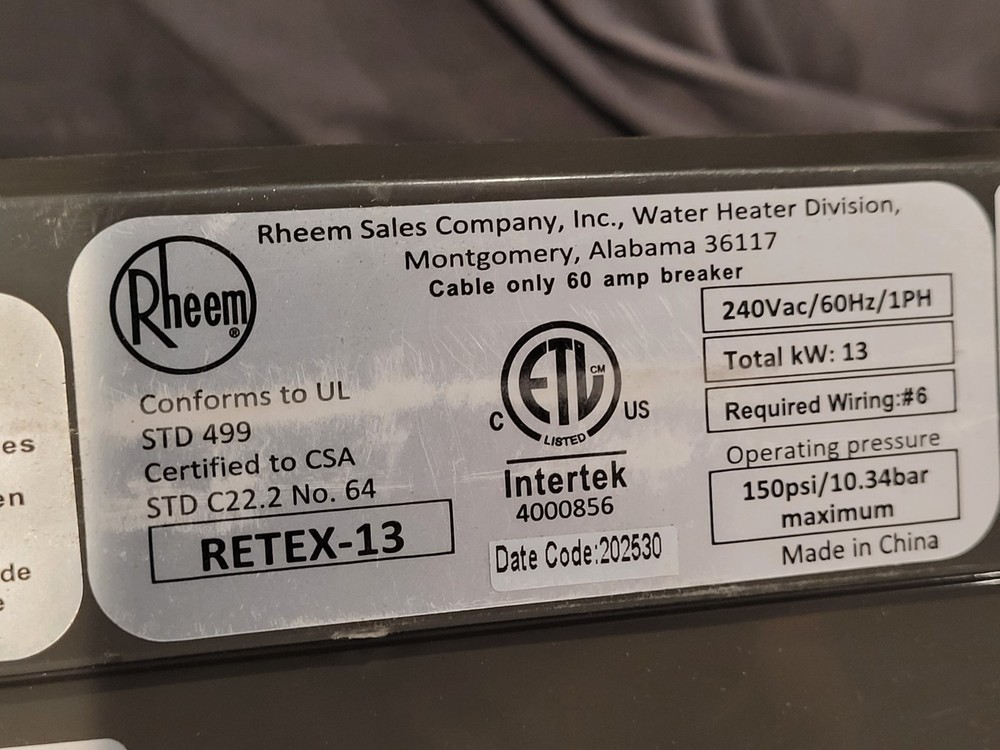 Rheem Sales Company, Inc., Water Heater Division,
Montgomery, Alabama 36117
Cable only 60 amp breaker
Rheem®
240Vac/60Hz/1PH
Total kW: 13
Required Wiring:#6
Operating pressure
150psi/10.34bar
maximum
Made in China
Conforms to UL
STD 499
Certified to CSA
STD C22.2 No. 64
RETEX-13
ETL CM
C US
LISTED
Intertek
4000856
Date Code:202530
es
en
de